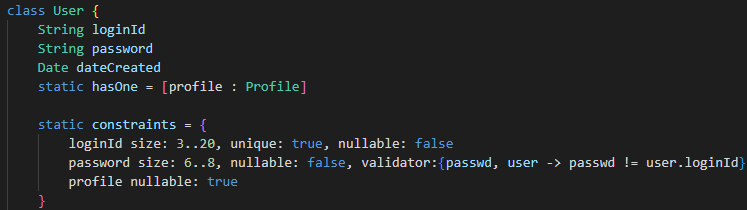 class User {
    String loginId
    String password
    Date dateCreated
    static hasOne = [profile : Profile]

    static constraints = {
        loginId size: 3..20, unique: true, nullable: false
        password size: 6..8, nullable: false, validator:{passwd, user -> passwd != user.loginId}
        profile nullable: true
    }